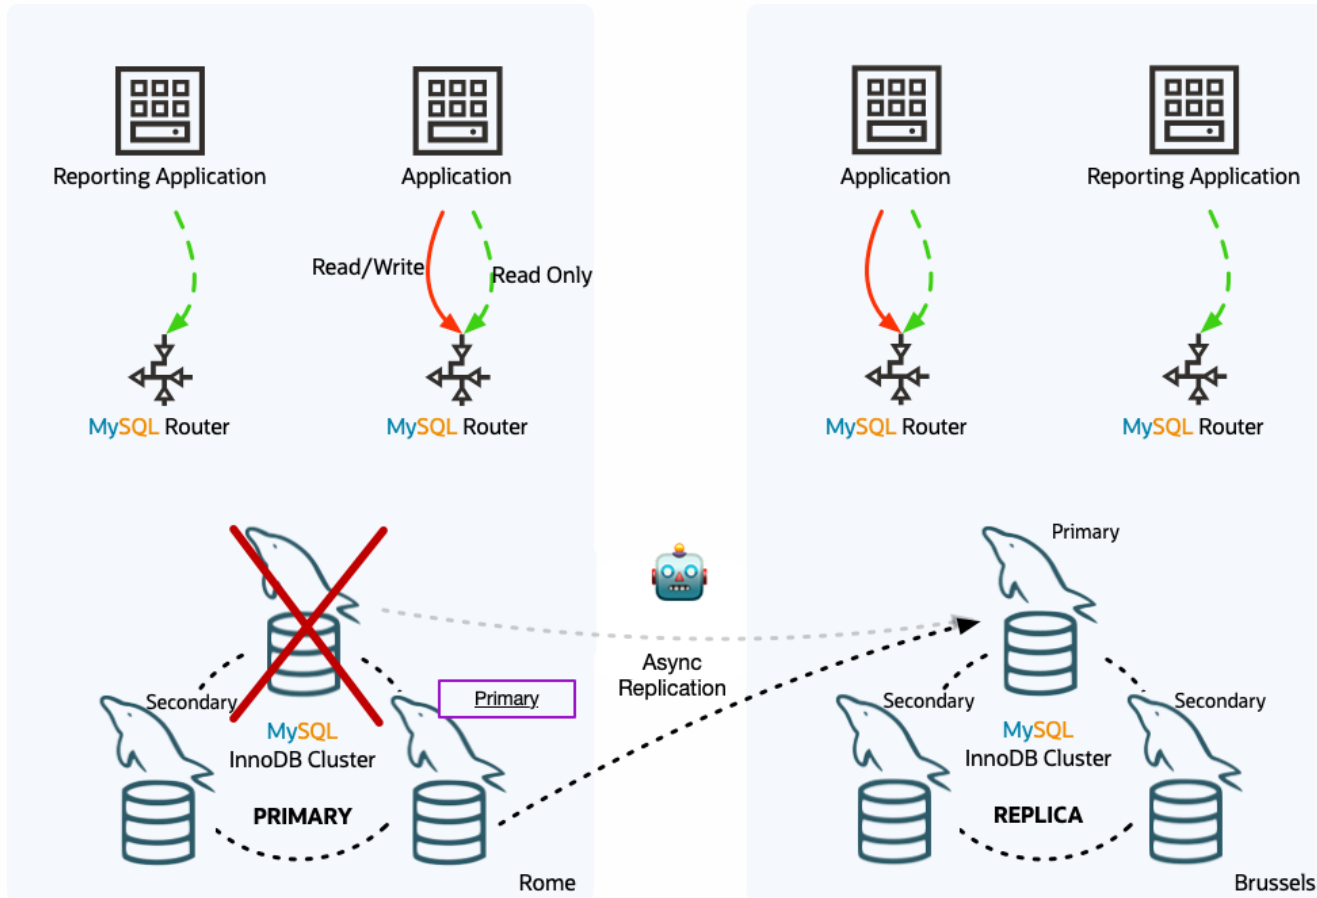 Reporting Application
Application
Application
Reporting Application
Read/Write
Read Only
MySQL Router
MySQL Router
MySQL Router
MySQL Router
Primary
Async
Replication
Secondary
Primary
Secondary
Secondary
MySQL
InnoDB Cluster
MySQL
InnoDB Cluster
PRIMARY
REPLICA
Rome
Brussels